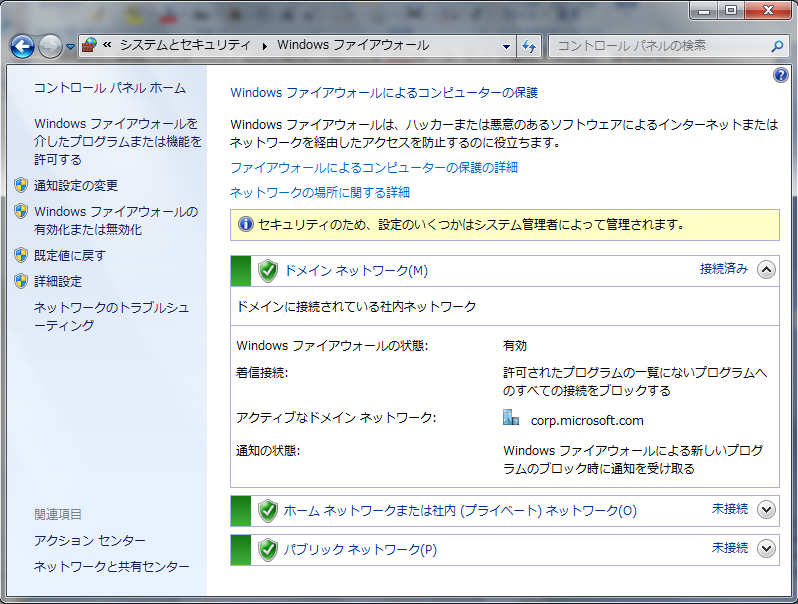 « システムとセキュリティ ▸ Windows ファイアウォール
コントロール パネルの検索
コントロール パネル ホーム
Windows ファイアウォールを
介したプログラムまたは機能を
許可する
通知設定の変更
Windows ファイアウォールの
有効化または無効化
既定値に戻す
詳細設定
ネットワークのトラブルシュ
ーティング
関連項目
アクション センター
ネットワークと共有センター
Windows ファイアウォールによるコンピューターの保護
Windows ファイアウォールは、ハッカーまたは悪意のあるソフトウェアによるインターネットまたは
ネットワークを経由したアクセスを防止するのに役立ちます。
ファイアウォールによるコンピューターの保護の詳細
ネットワークの場所に関する詳細
セキュリティのため、設定のいくつかはシステム管理者によって管理されます。
ドメイン ネットワーク(M) 接続済み
ドメインに接続されている社内ネットワーク
Windows ファイアウォールの状態: 有効
着信接続: 許可されたプログラムの一覧にないプログラムへ
のすべての接続をブロックする
アクティブなドメイン ネットワーク: corp.microsoft.com
通知の状態: Windows ファイアウォールによる新しいプログ
ラムのブロック時に通知を受け取る
ホーム ネットワークまたは社内 (プライベート) ネットワーク(O) 未接続
パブリック ネットワーク(P) 未接続